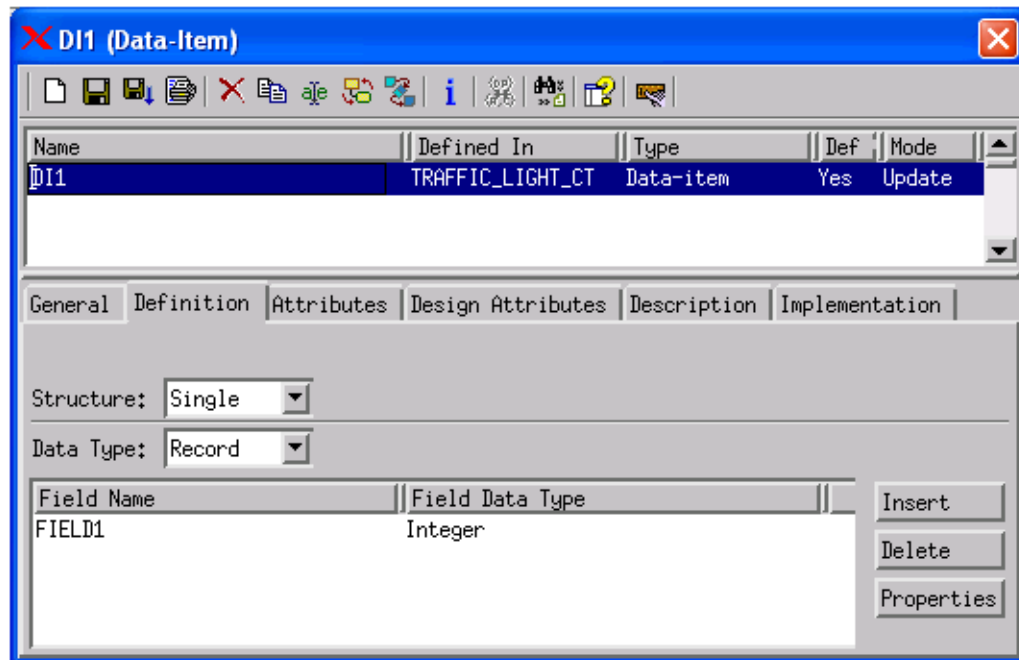 DI1 (Data-Item)
Name Defined In Type Def Mode
DI1 TRAFFIC_LIGHT_CT Data-item Yes Update
General Definition Attributes Design Attributes Description Implementation
Structure: Single
Data Type: Record
Field Name Field Data Type
FIELD1 Integer
Insert
Delete
Properties